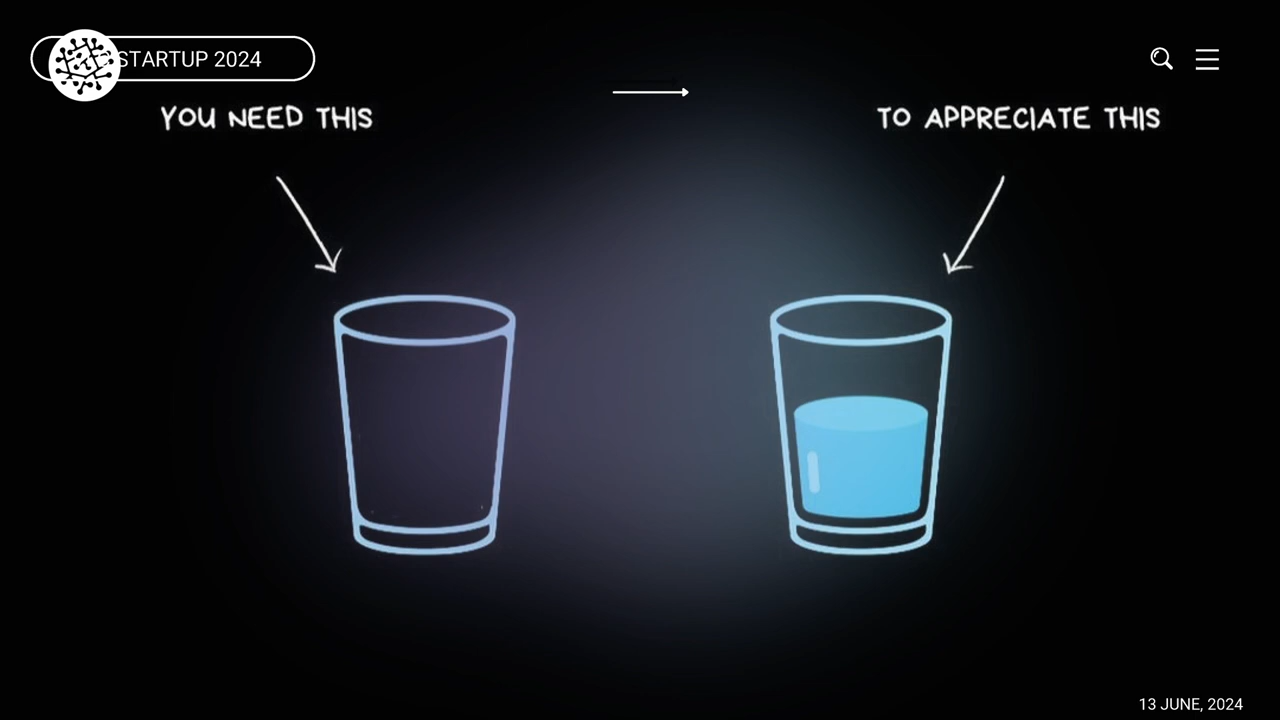 STARTUP 2024
YOU NEED THIS
TO APPRECIATE THIS
13 JUNE, 2024